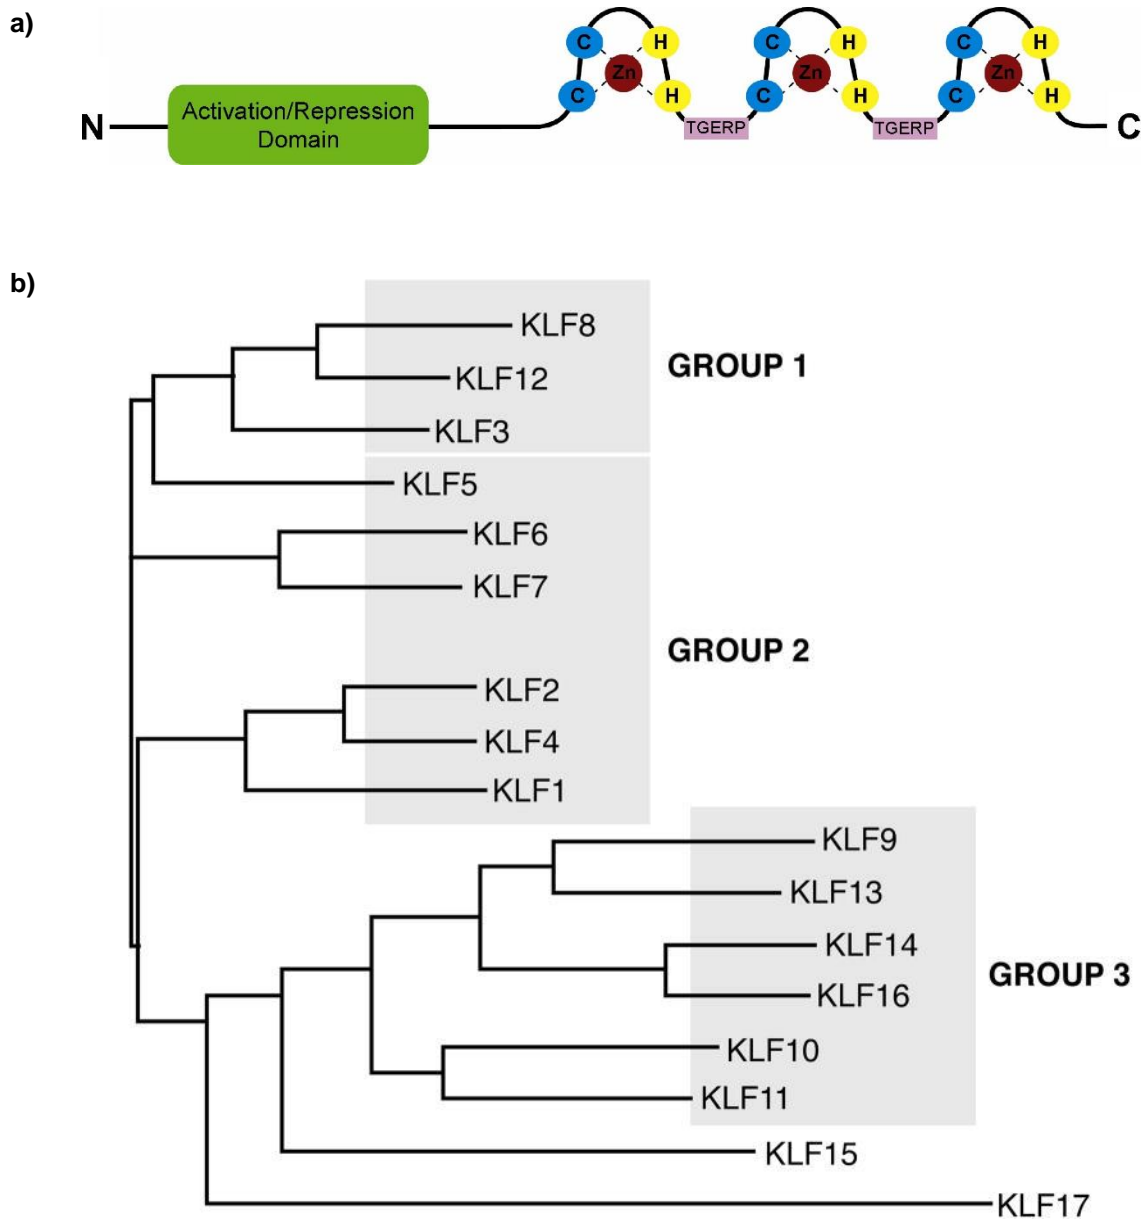 a)
C H C H C H
Zn Zn Zn
Activation/Repression
Domain
C H C H C H
N TGERP TGERP C
b)
KLF8
GROUP 1
KLF12
KLF3
KLF5
KLF6
KLF7
GROUP 2
KLF2
KLF4
KLF1
KLF9
KLF13
KLF14
GROUP 3
KLF16
KLF10
KLF11
KLF15
KLF17